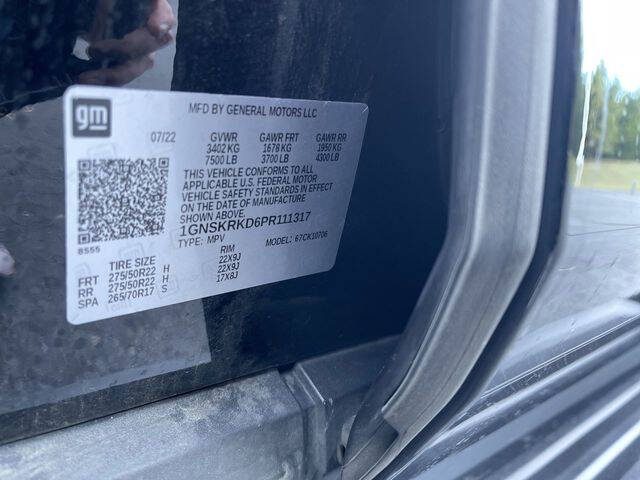 gm
MFD BY GENERAL MOTORS LLC
07/22 GVWR GAWR FRT GAWR RR
3402 KG 1678 KG 1950 KG
7500 LB 3700 LB 4300 LB
THIS VEHICLE CONFORMS TO ALL
APPLICABLE U.S. FEDERAL MOTOR
VEHICLE SAFETY STANDARDS IN EFFECT
ON THE DATE OF MANUFACTURE
SHOWN ABOVE.
1GNSKRKD6PR111317
TYPE: MPV MODEL: 67CK10706
8555
TIRE SIZE RIM
FRT 275/50R22 H 22X9J
RR 275/50R22 H 22X9J
SPA 265/70R17 S 17X8J